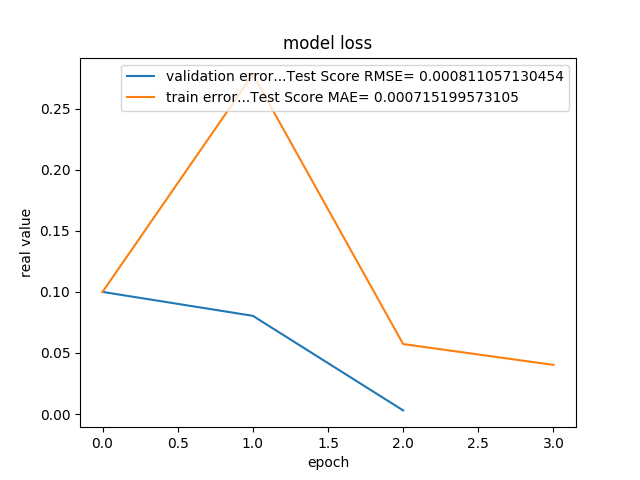 model loss
validation error...Test Score RMSE= 0.000811057130454
train error...Test Score MAE= 0.000715199573105
real value
0.25
0.20
0.15
0.10
0.05
0.00
0.0 0.5 1.0 1.5 2.0 2.5 3.0
epoch